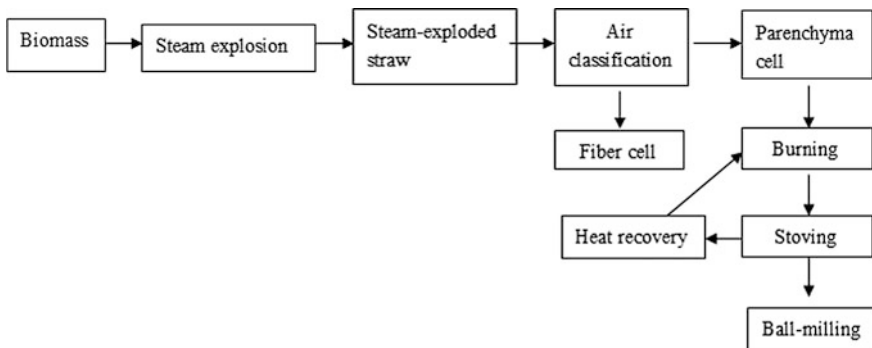 Biomass
Steam explosion
Steam-exploded
straw
Air
classification
Parenchyma
cell
Fiber cell
Burning
Heat recovery
Stoving
Ball-milling